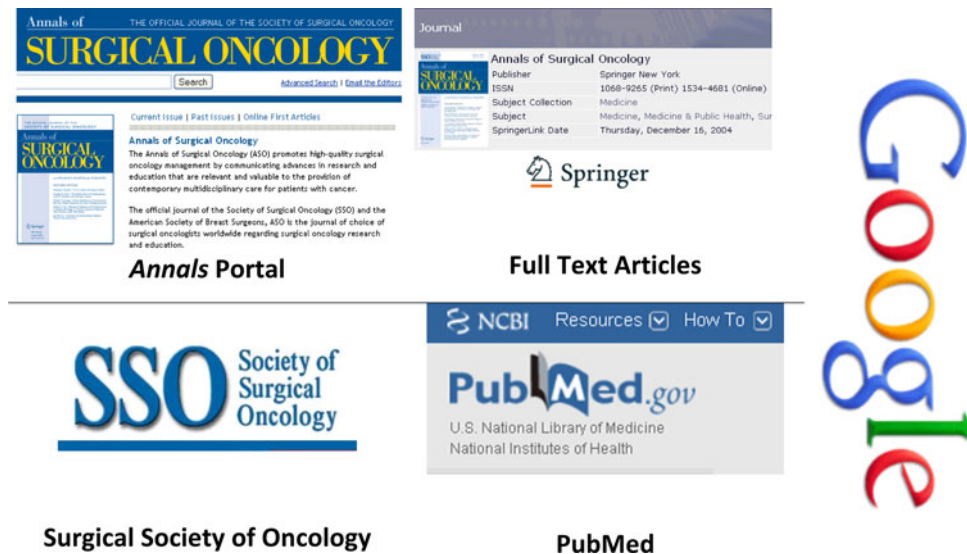 Annals of
THE OFFICIAL JOURNAL OF THE SOCIETY OF SURGICAL ONCOLOGY
SURGICAL ONCOLOGY
Search
Advanced Search | Email the Editors
Annals of
SURGICAL
ONCOLOGY
Current Issue | Past Issues | Online First Articles
Annals of Surgical Oncology
The Annals of Surgical Oncology (ASO) promotes high-quality surgical
oncology management by communicating advances in research and
education that are relevant and valuable to the provision of
contemporary multidisciplinary care for patients with cancer.
The official journal of the Society of Surgical Oncology (SSO) and the
American Society of Breast Surgeons, ASO is the journal of choice of
surgical oncologists worldwide regarding surgical oncology research
and education.
Annals Portal
Journal
Annals of
SURGICAL
ONCOLOGY
Annals of Surgical Oncology
Publisher Springer New York
ISSN 1068-9265 (Print) 1534-4681 (Online)
Subject Collection Medicine
Subject Medicine, Medicine & Public Health, Sur
SpringerLink Date Thursday, December 16, 2004
Springer
Full Text Articles
SSO Society of
Surgical
Oncology
Surgical Society of Oncology
NCBI Resources How To
PubMed.gov
U.S. National Library of Medicine
National Institutes of Health
PubMed
Google